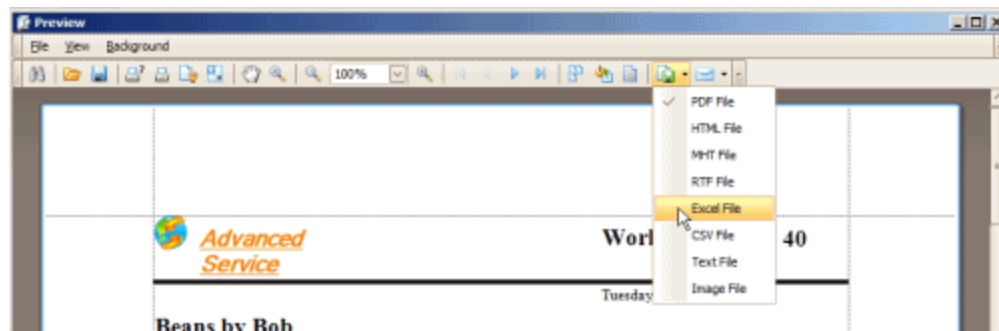 Preview
File View Background
100%
PDF File
HTML File
MHT File
RTF File
Excel File
CSV File
Text File
Image File
Advanced
Service
40
Tuesday
Beans by Bob